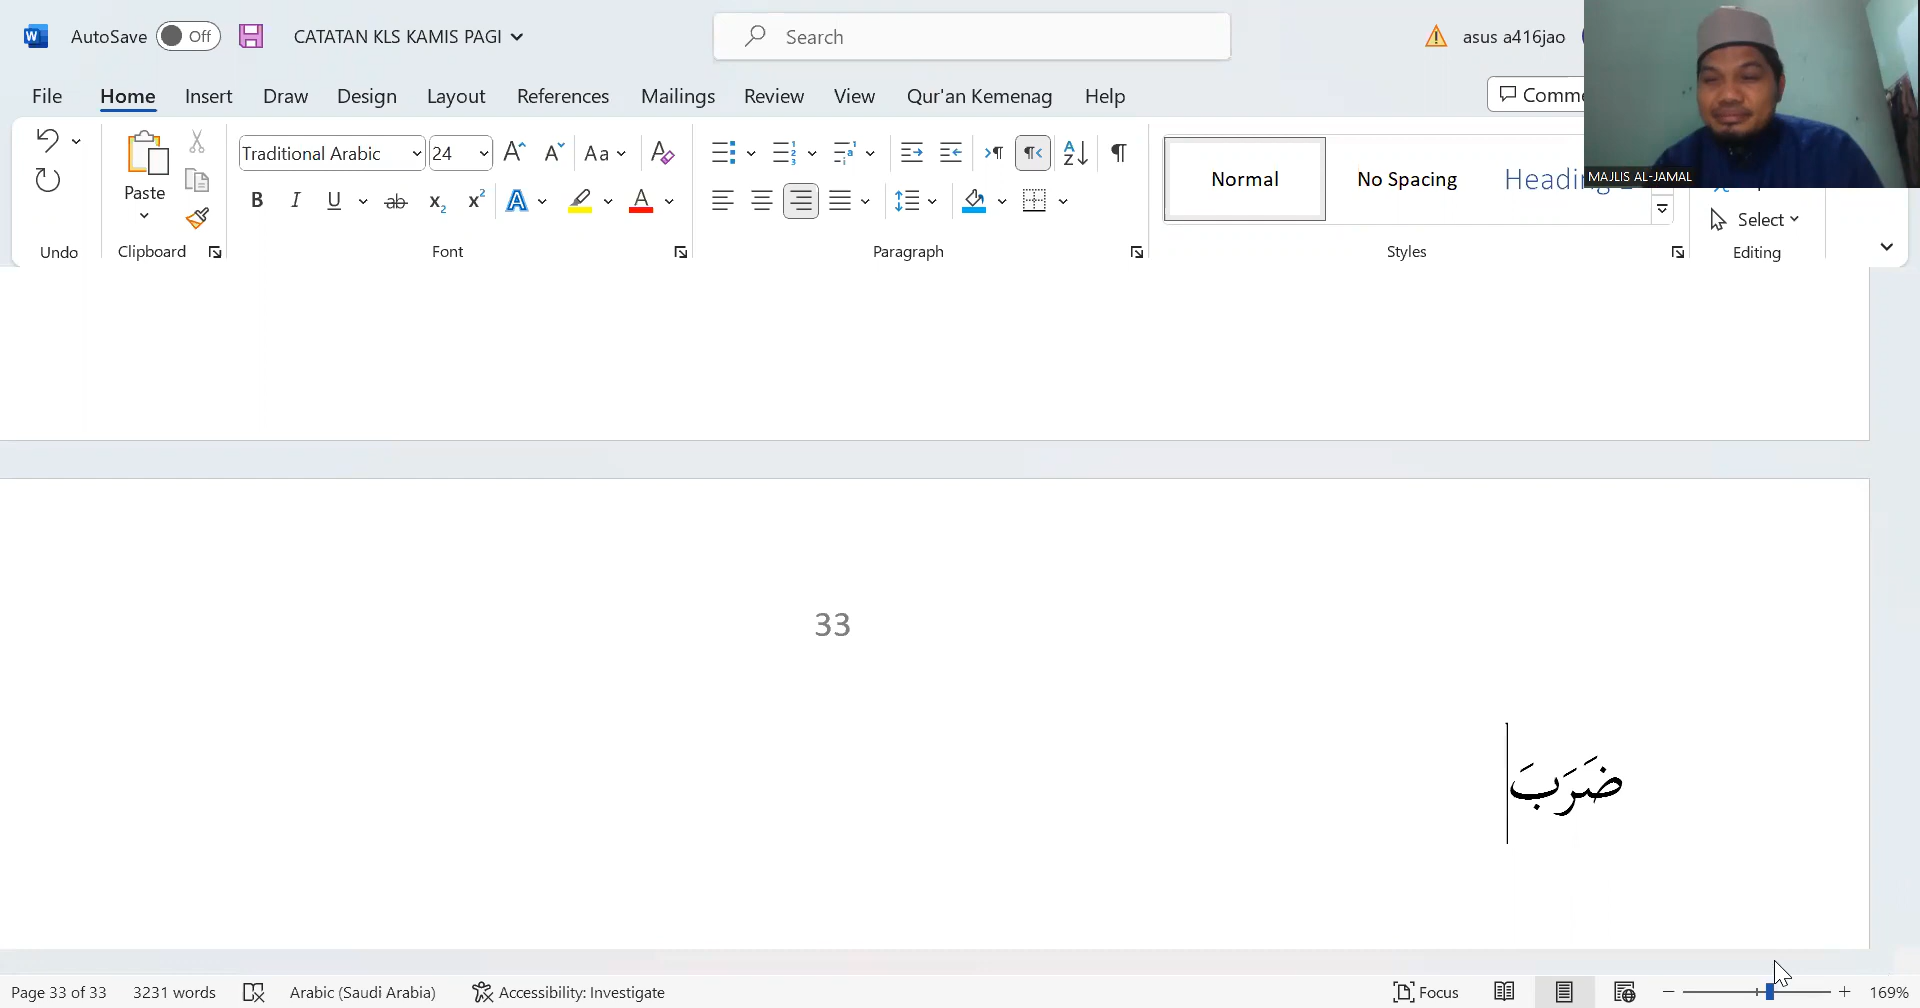 AutoSave Off CATATAN KLS KAMIS PAGI Search asus a416jao
File Home Insert Draw Design Layout References Mailings Review View Qur'an Kemenag Help
Paste Traditional Arabic 24 Aa Normal No Spacing
Select
Undo Clipboard Font Paragraph Styles Editing
MAJLIS AL-JAMAL
33
ضَرَبَ
Page 33 of 33 3231 words Arabic (Saudi Arabia) Accessibility: Investigate Focus 169%